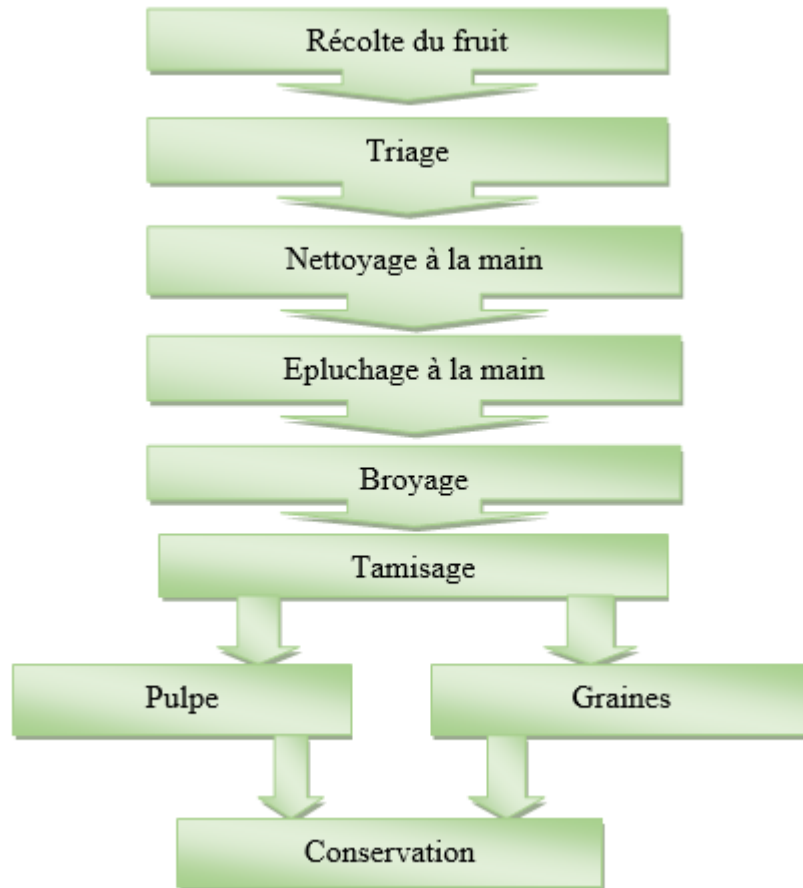 Récolte du fruit
Triage
Nettoyage à la main
Epluchage à la main
Broyage
Tamisage
Pulpe
Graines
Conservation